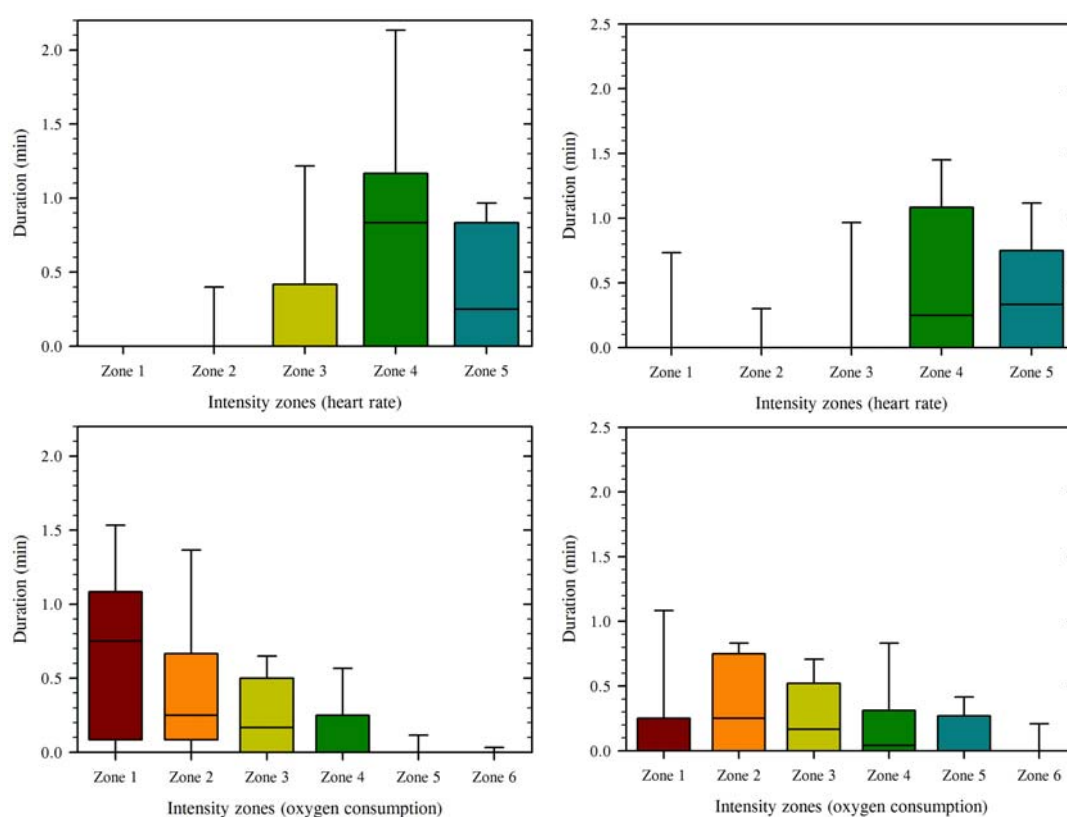 2.0
1.5
1.0
0.5
0.0
Duration (min)
Zone 1 Zone 2 Zone 3 Zone 4 Zone 5
Intensity zones (heart rate)
2.5
2.0
1.5
1.0
0.5
0.0
Duration (min)
Zone 1 Zone 2 Zone 3 Zone 4 Zone 5
Intensity zones (heart rate)
2.0
1.5
1.0
0.5
0.0
Duration (min)
Zone 1 Zone 2 Zone 3 Zone 4 Zone 5 Zone 6
Intensity zones (oxygen consumption)
2.5
2.0
1.5
1.0
0.5
0.0
Duration (min)
Zone 1 Zone 2 Zone 3 Zone 4 Zone 5 Zone 6
Intensity zones (oxygen consumption)